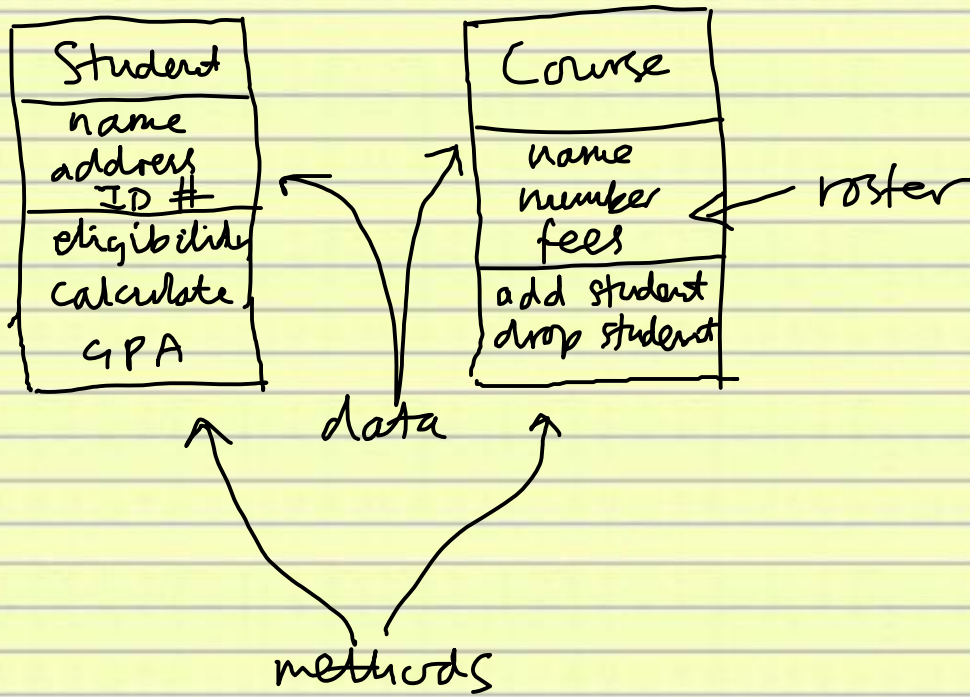 Student
name
address
ID #
eligibility
calculate
GPA
Course
name
number
fees
add student
drop student
roster
data
methods